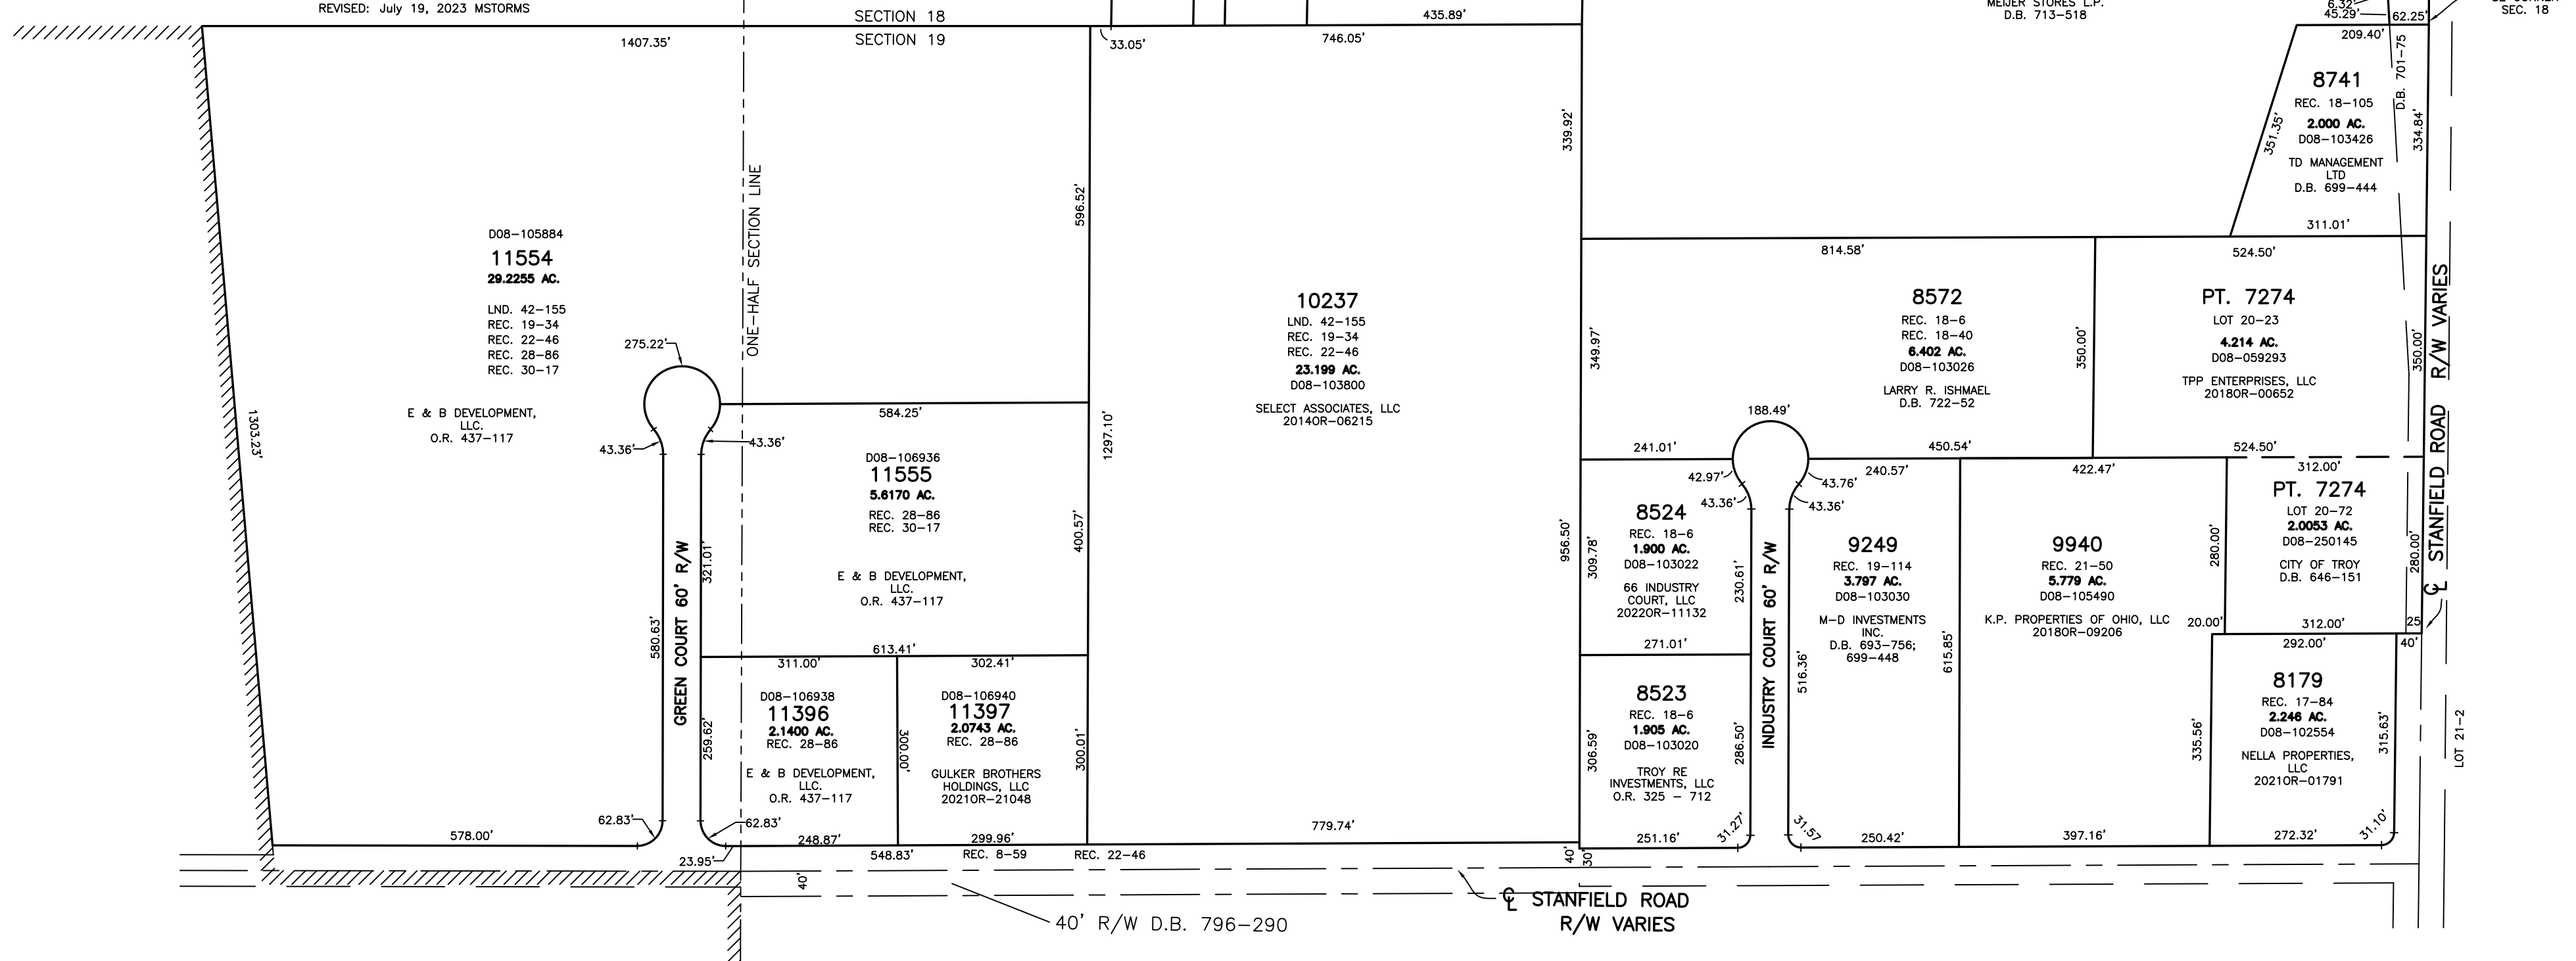 REVISED: July 19, 2023 MSTORMS
SECTION 18
SECTION 19
1407.35'
33.05'
435.89'
746.05'
MEIJER STORES L.P.
D.B. 713-518
6.32'
45.29'
62.25'
SEC. 18
209.40'
D.B. 701-75
8741
REC. 18-105
2.000 AC.
D08-103426
TD MANAGEMENT
LTD
D.B. 699-444
351.35'
334.84'
311.01'
339.92'
596.52'
ONE-HALF SECTION LINE
D08-105884
11554
29.2255 AC.
LND. 42-155
REC. 19-34
REC. 22-46
REC. 28-86
REC. 30-17
E & B DEVELOPMENT,
LLC.
O.R. 437-117
1303.23'
275.22'
43.36'
43.36'
584.25'
D08-106936
11555
5.6170 AC.
REC. 28-86
REC. 30-17
E & B DEVELOPMENT,
LLC.
O.R. 437-117
400.57'
1297.10'
321.01'
580.63'
GREEN COURT 60' R/W
613.41'
311.00'
302.41'
D08-106938
11396
2.1400 AC.
REC. 28-86
E & B DEVELOPMENT,
LLC.
O.R. 437-117
259.62'
300.00'
D08-106940
11397
2.0743 AC.
REC. 28-86
GULKER BROTHERS
HOLDINGS, LLC
2021OR-21048
300.01'
62.83'
62.83'
578.00'
23.95'
248.87'
299.96'
548.83'
REC. 8-59
REC. 22-46
10237
LND. 42-155
REC. 19-34
REC. 22-46
23.199 AC.
D08-103800
SELECT ASSOCIATES, LLC
2014OR-06215
956.50'
779.74'
814.58'
8572
REC. 18-6
REC. 18-40
6.402 AC.
D08-103026
LARRY R. ISHMAEL
D.B. 722-52
349.97'
350.00'
524.50'
PT. 7274
LOT 20-23
4.214 AC.
D08-059293
TPP ENTERPRISES, LLC
2018OR-00652
350.00'
188.49'
241.01'
450.54'
524.50'
42.97'
43.76'
43.36'
43.36'
240.57'
422.47'
312.00'
8524
REC. 18-6
1.900 AC.
D08-103022
66 INDUSTRY
COURT, LLC
2022OR-11132
309.78'
230.61'
271.01'
INDUSTRY COURT 60' R/W
8523
REC. 18-6
1.905 AC.
D08-103020
TROY RE
INVESTMENTS, LLC
O.R. 325 - 712
306.59'
286.50'
251.16'
31.27'
9249
REC. 19-114
3.797 AC.
D08-103030
M-D INVESTMENTS
INC.
D.B. 693-756;
699-448
516.36'
615.85'
31.57
250.42'
9940
REC. 21-50
5.779 AC.
D08-105490
K.P. PROPERTIES OF OHIO, LLC
2018OR-09206
280.00'
20.00'
397.16'
PT. 7274
LOT 20-72
2.0053 AC.
D08-250145
CITY OF TROY
D.B. 646-151
280.00'
312.00'
25
292.00'
40'
8179
REC. 17-84
2.246 AC.
D08-102554
NELLA PROPERTIES,
LLC
2021OR-01791
335.56'
315.63'
272.32'
31.10'
LOT 21-2
℄ STANFIELD ROAD R/W VARIES
40'
30'
40'
℄ STANFIELD ROAD
R/W VARIES
40' R/W D.B. 796-290